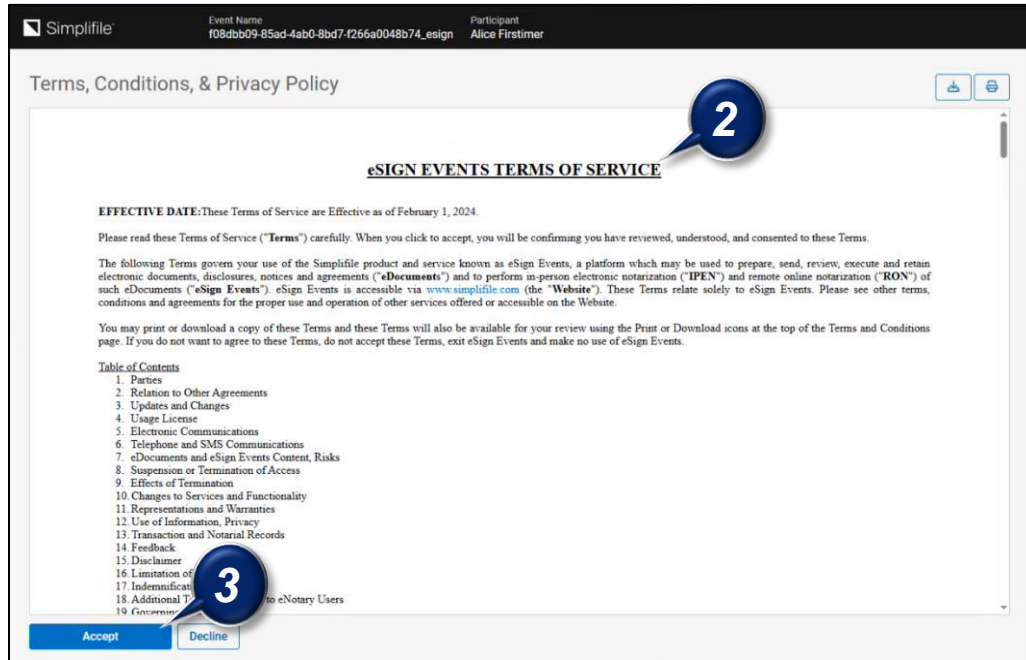 Simplifile
Event Name
f08dbb09-85ad-4ab0-8bd7-f266a0048b74_esign
Participant
Alice Firstimer
Terms, Conditions, & Privacy Policy
2
eSIGN EVENTS TERMS OF SERVICE
EFFECTIVE DATE:These Terms of Service are Effective as of February 1, 2024.
Please read these Terms of Service ("Terms") carefully. When you click to accept, you will be confirming you have reviewed, understood, and consented to these Terms.
The following Terms govern your use of the Simplifile product and service known as eSign Events, a platform which may be used to prepare, send, review, execute and retain
electronic documents, disclosures, notices and agreements ("eDocuments") and to perform in-person electronic notarization ("IPEN") and remote online notarization ("RON") of
such eDocuments ("eSign Events"). eSign Events is accessible via www.simplifile.com (the "Website"). These Terms relate solely to eSign Events. Please see other terms,
conditions and agreements for the proper use and operation of other services offered or accessible on the Website.
You may print or download a copy of these Terms and these Terms will also be available for your review using the Print or Download icons at the top of the Terms and Conditions
page. If you do not want to agree to these Terms, do not accept these Terms, exit eSign Events and make no use of eSign Events.
Table of Contents
1. Parties
2. Relation to Other Agreements
3. Updates and Changes
4. Usage License
5. Electronic Communications
6. Telephone and SMS Communications
7. eDocuments and eSign Events Content, Risks
8. Suspension or Termination of Access
9. Effects of Termination
10. Changes to Services and Functionality
11. Representations and Warranties
12. Use of Information, Privacy
13. Transaction and Notarial Records
14. Feedback
15. Disclaimer
16. Limitation of
17.
18. Additional to eNotary Users
19.
3
Accept
Decline